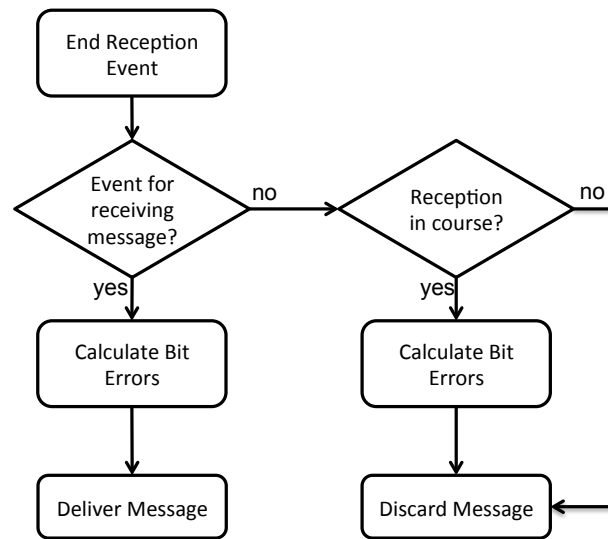 End Reception
Event
Event for
receiving
message?
no
Reception
in course?
no
yes
yes
Calculate Bit
Errors
Calculate Bit
Errors
Deliver Message
Discard Message